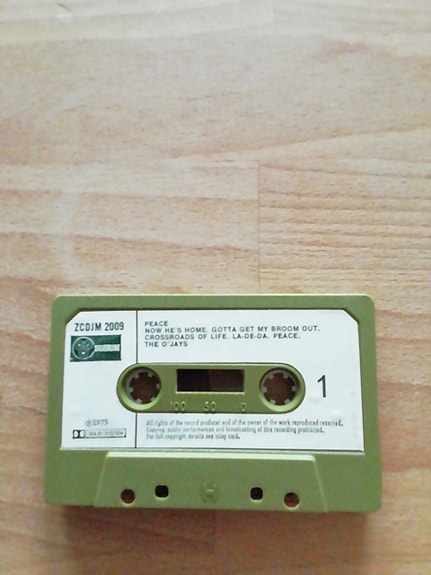 ZCDJM 2009
PEACE
NOW HE'S HOME. GOTTA GET MY BROOM OUT.
CROSSROADS OF LIFE. LA-DE-DA. PEACE.
THE O'JAYS
1
100 50 0
℗1975
DOLBY SYSTEM
All rights of the record producer and of the owner of the work reproduced reserved.
Copying, public performances and broadcasting of this recording prohibited.
For full copyright details see inlay card.